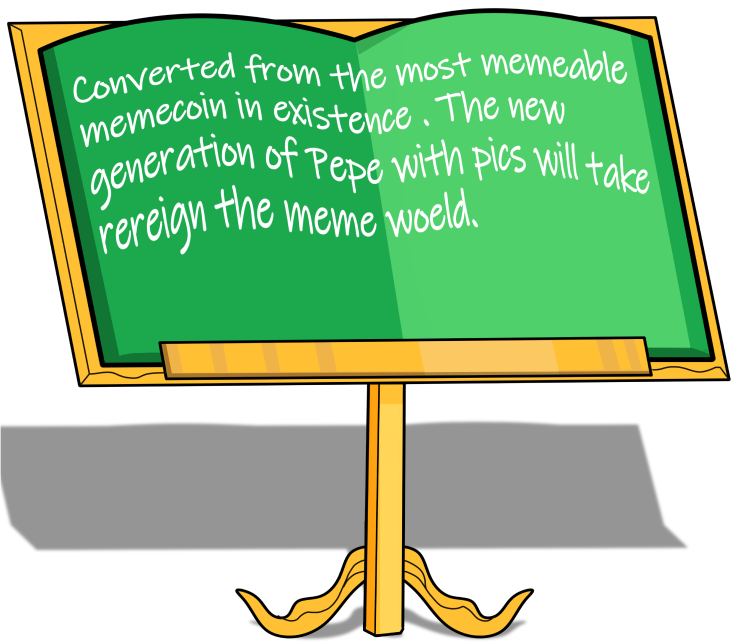 Converted from the most memeable
memecoin in existence . The new
generation of Pepe with pics will take
rereign the meme woeld.